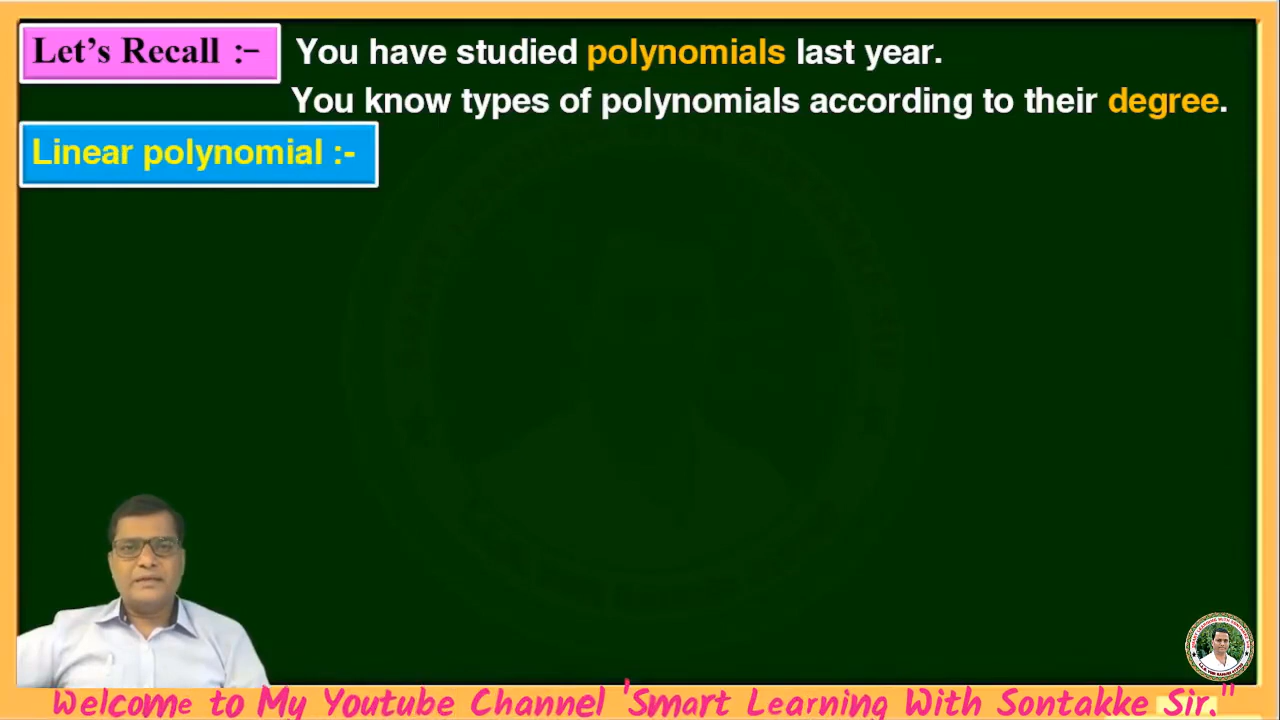 Let's Recall :-
You have studied polynomials last year.
You know types of polynomials according to their degree.
Linear polynomial :-
Welcome to My Youtube Channel 'Smart Learning With Sontakke Sir."